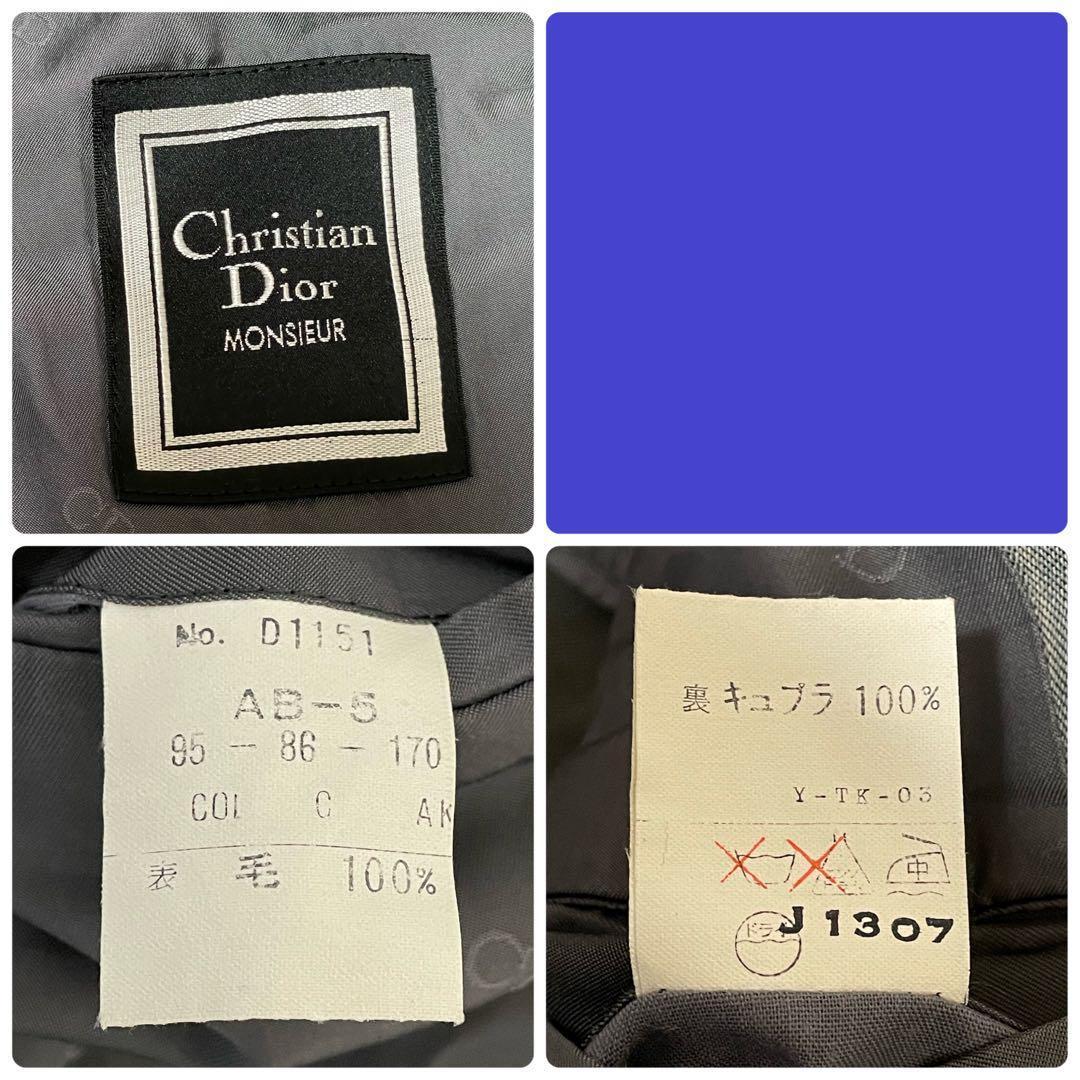 Christian
Dior
MONSIEUR
No. D1151
AB-5
95 - 86 - 170
COL C AK
表 毛 100%
裏 キュプラ 100%
Y-TK-03
中
ドライ
J1307